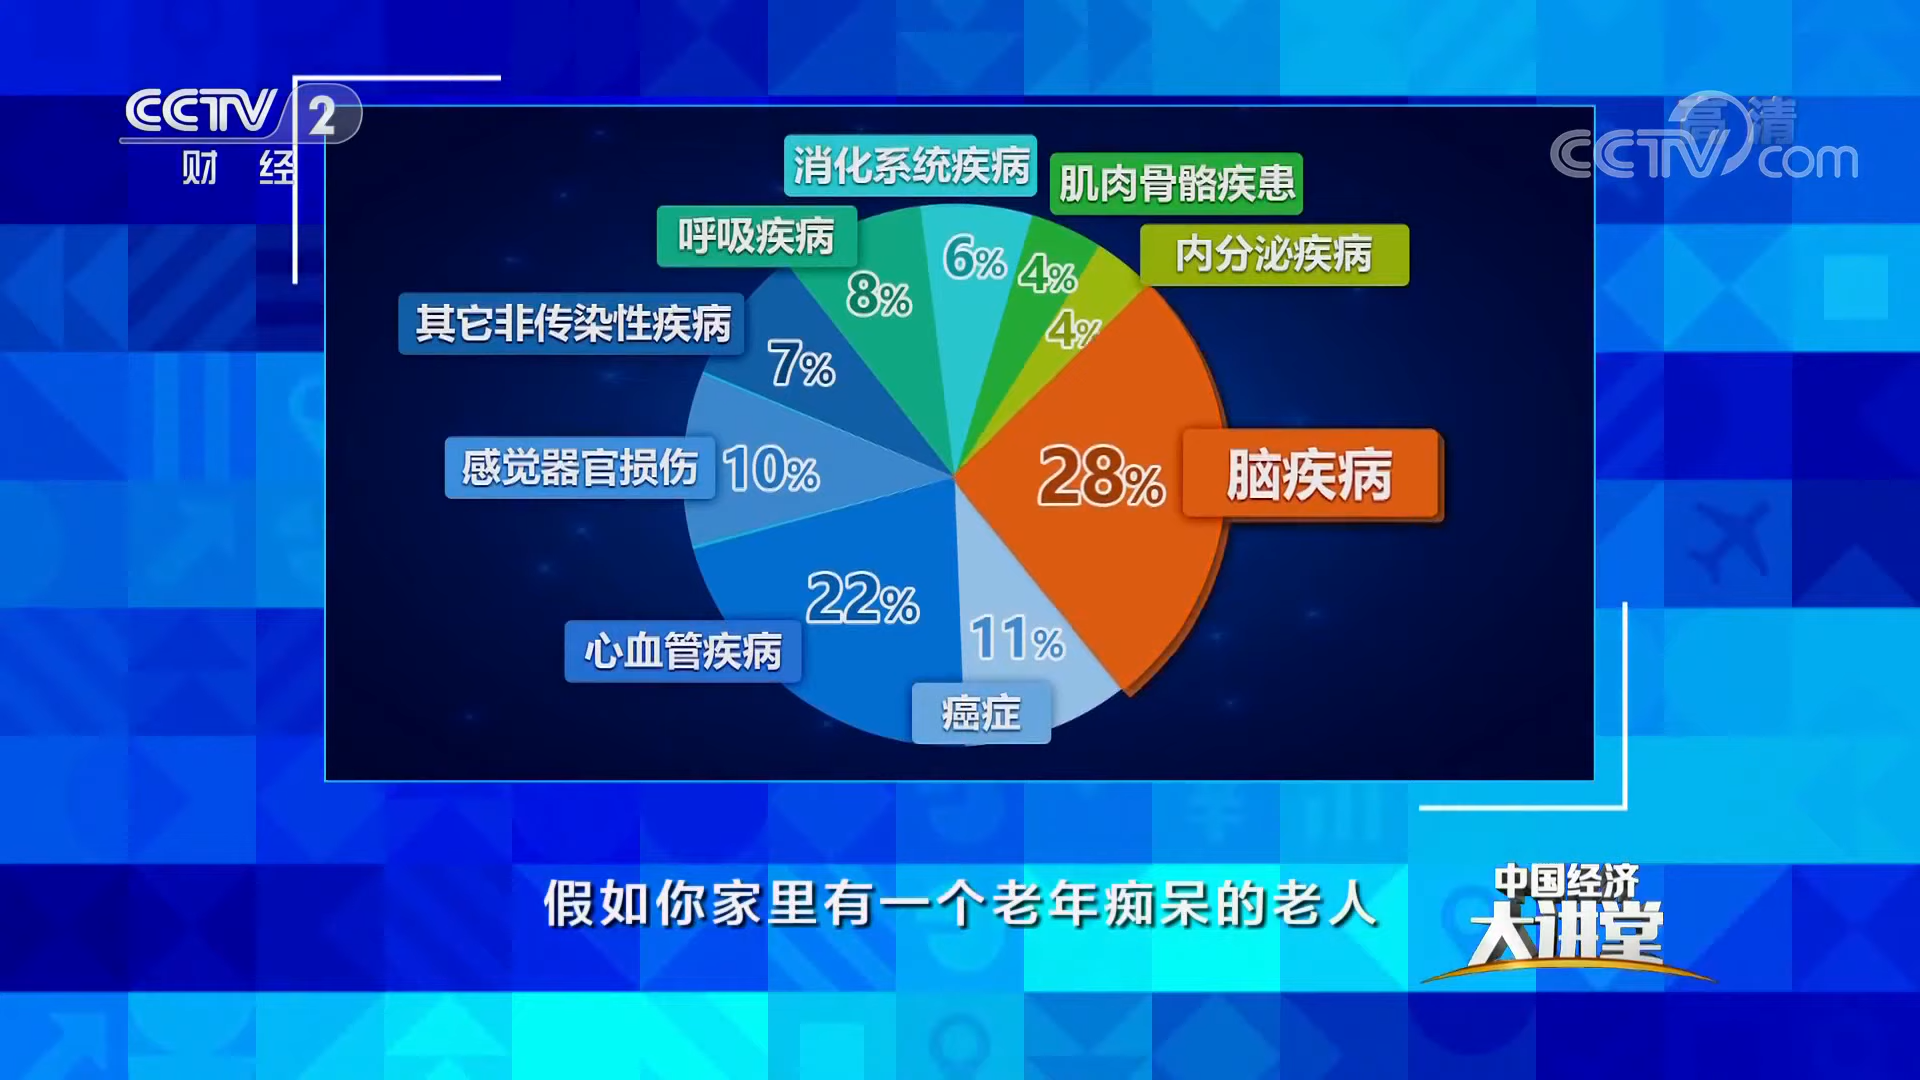 CCTV 2
财 经
高清
CCTV.com
消化系统疾病
肌肉骨骼疾患
呼吸疾病
内分泌疾病
6%
4%
8%
4%
其它非传染性疾病
7%
感觉器官损伤
10%
28%
脑疾病
22%
心血管疾病
11%
癌症
假如你家里有一个老年痴呆的老人
中国经济
大讲堂